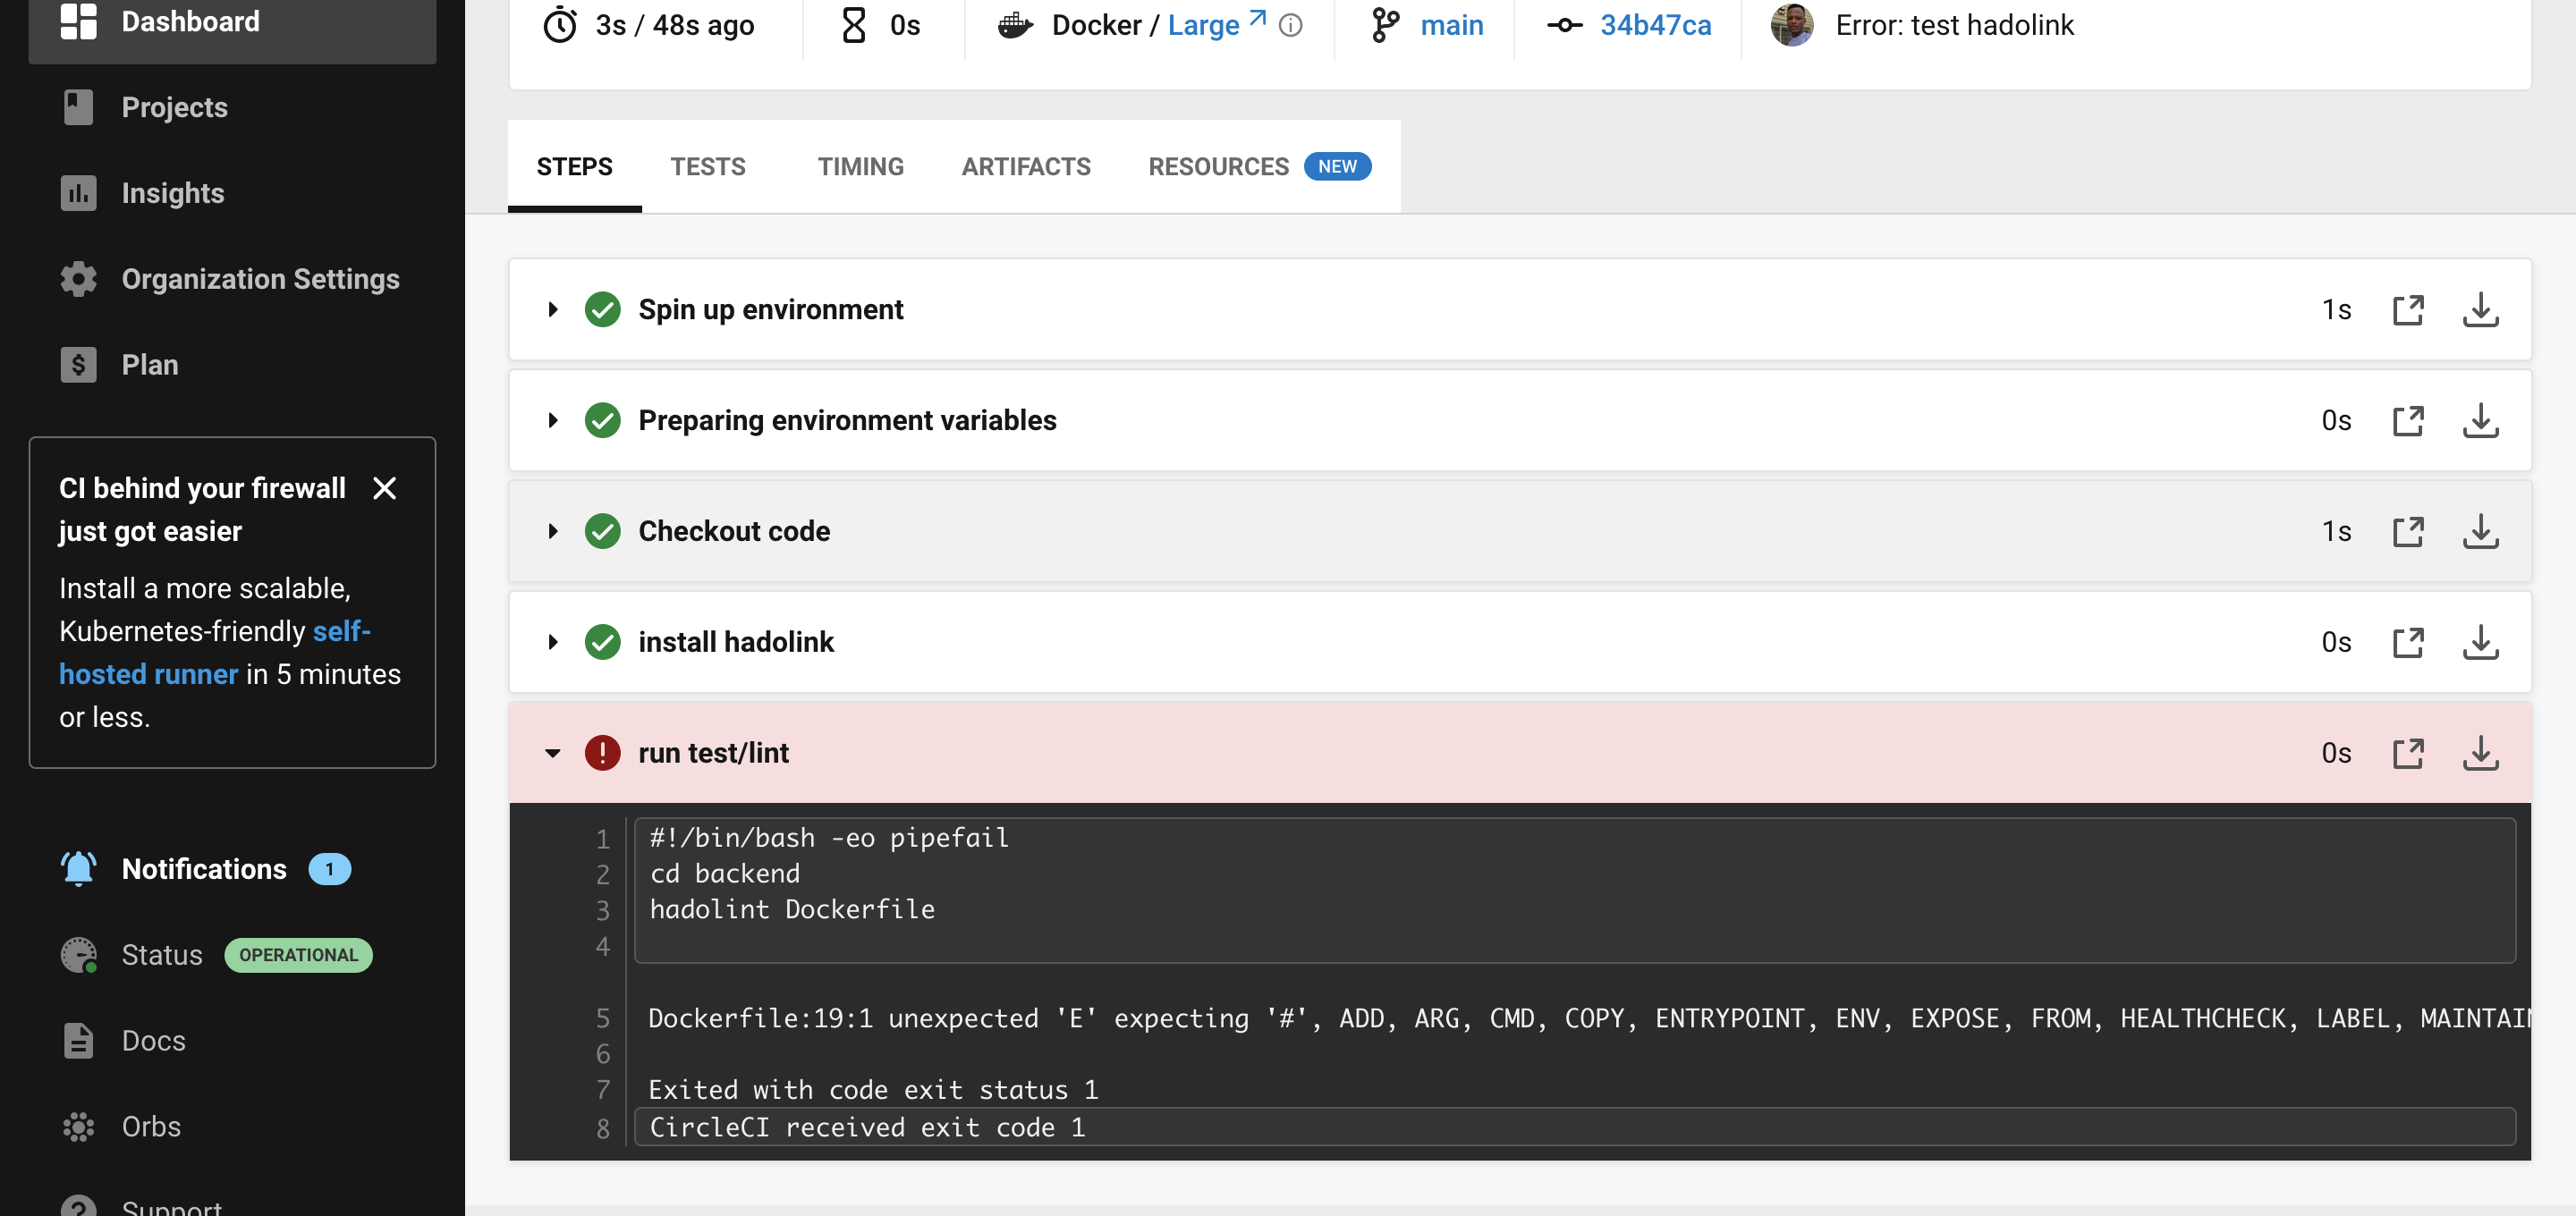 Dashboard
Projects
Insights
Organization Settings
Plan
CI behind your firewall
just got easier
Install a more scalable,
Kubernetes-friendly self-
hosted runner in 5 minutes
or less.
Notifications 1
Status OPERATIONAL
Docs
Orbs
Support
3s / 48s ago
0s
Docker / Large
main
34b47ca
Error: test hadolink
STEPS TESTS TIMING ARTIFACTS RESOURCES NEW
Spin up environment 1s
Preparing environment variables 0s
Checkout code 1s
install hadolink 0s
run test/lint 0s
1 #!/bin/bash -eo pipefail
2 cd backend
3 hadolint Dockerfile
4
5 Dockerfile:19:1 unexpected 'E' expecting '#', ADD, ARG, CMD, COPY, ENTRYPOINT, ENV, EXPOSE, FROM, HEALTHCHECK, LABEL, MAINTAIN
6
7 Exited with code exit status 1
8 CircleCI received exit code 1